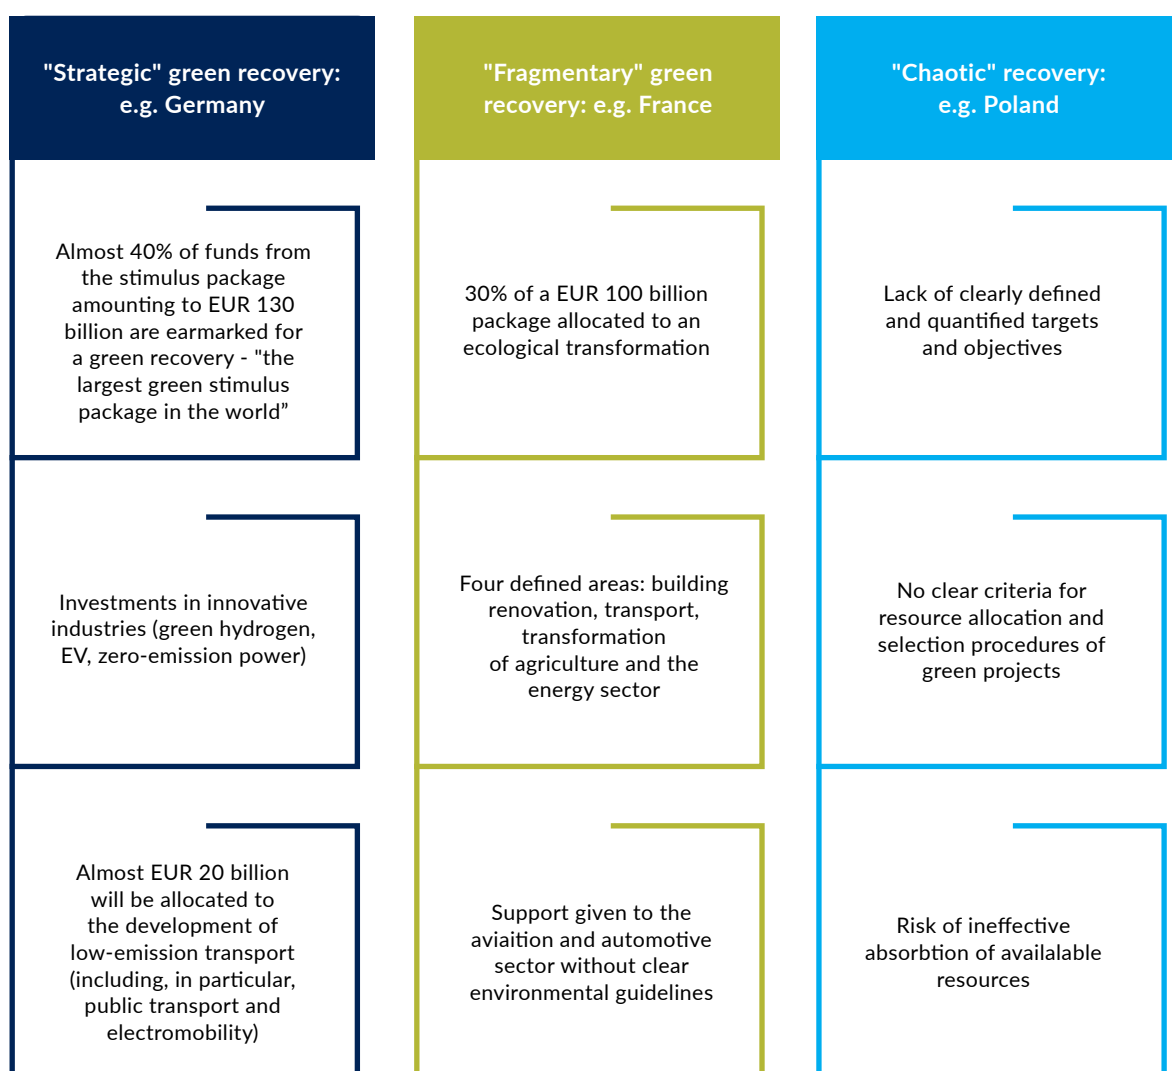 "Strategic" green recovery:
e.g. Germany
Almost 40% of funds from
the stimulus package
amounting to EUR 130
billion are earmarked for
a green recovery - "the
largest green stimulus
package in the world”
Investments in innovative
industries (green hydrogen,
EV, zero-emission power)
Almost EUR 20 billion
will be allocated to
the development of
low-emission transport
(including, in particular,
public transport and
electromobility)
"Fragmentary" green
recovery: e.g. France
30% of a EUR 100 billion
package allocated to an
ecological transformation
Four defined areas: building
renovation, transport,
transformation
of agriculture and the
energy sector
Support given to the
aviaition and automotive
sector without clear
environmental guidelines
"Chaotic" recovery:
e.g. Poland
Lack of clearly defined
and quantified targets
and objectives
No clear criteria for
resource allocation and
selection procedures of
green projects
Risk of ineffective
absorbtion of availalable
resources